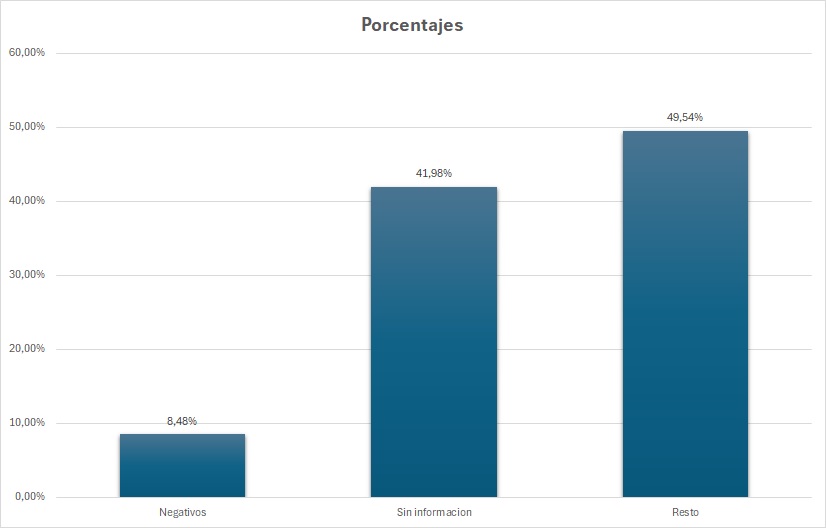 Porcentajes
60,00%
50,00%
40,00%
30,00%
20,00%
10,00%
0,00%
8,48%
41,98%
49,54%
Negativos
Sin informacion
Resto